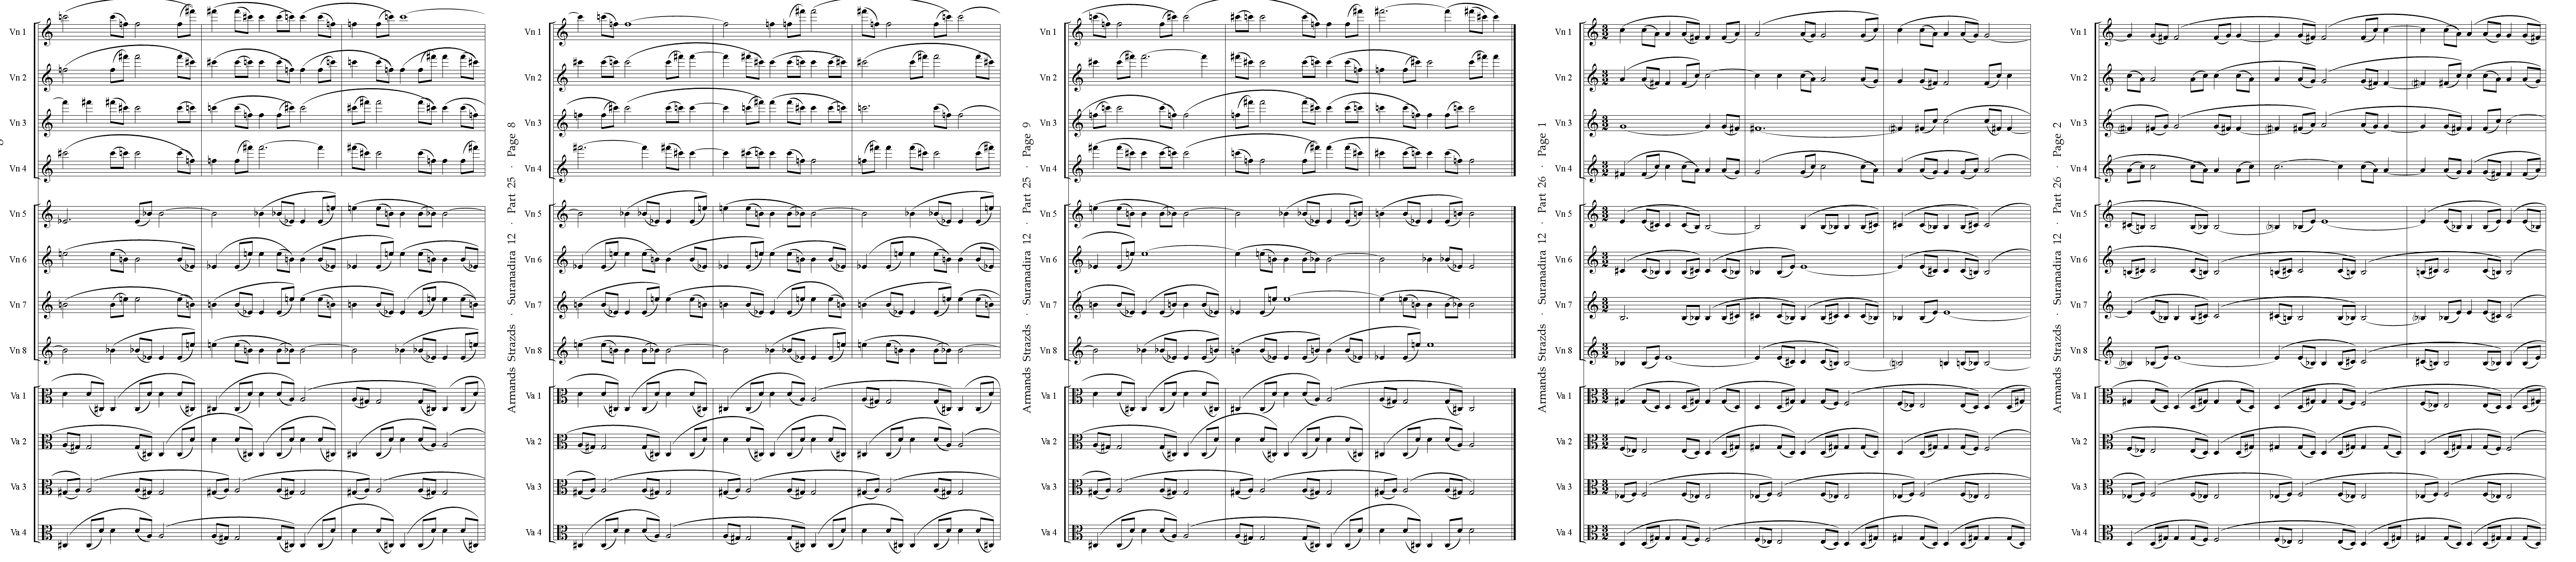 Vn 1
Vn 2
Vn 3
Vn 4
Vn 5
Vn 6
Vn 7
Vn 8
Va 1
Va 2
Va 3
Va 4
Armands Strazds · Suranadira 12 · Part 25 · Page 8
Vn 1
Vn 2
Vn 3
Vn 4
Vn 5
Vn 6
Vn 7
Vn 8
Va 1
Va 2
Va 3
Va 4
Armands Strazds · Suranadira 12 · Part 25 · Page 9
Vn 1
Vn 2
Vn 3
Vn 4
Vn 5
Vn 6
Vn 7
Vn 8
Va 1
Va 2
Va 3
Va 4
Armands Strazds · Suranadira 12 · Part 26 · Page 1
Vn 1
Vn 2
Vn 3
Vn 4
Vn 5
Vn 6
Vn 7
Vn 8
Va 1
Va 2
Va 3
Va 4
Armands Strazds · Suranadira 12 · Part 26 · Page 2
Vn 1
Vn 2
Vn 3
Vn 4
Vn 5
Vn 6
Vn 7
Vn 8
Va 1
Va 2
Va 3
Va 4